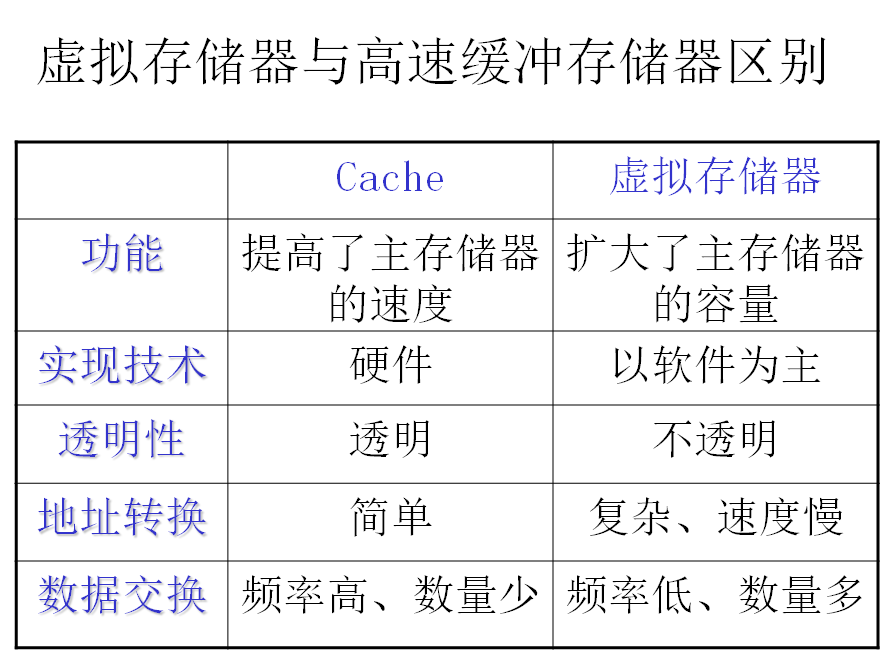 虚拟存储器与高速缓冲存储器区别
Cache 虚拟存储器
功能 提高了主存储器 扩大了主存储器
的速度 的容量
实现技术 硬件 以软件为主
透明性 透明 不透明
地址转换 简单 复杂、速度慢
数据交换 频率高、数量少 频率低、数量多